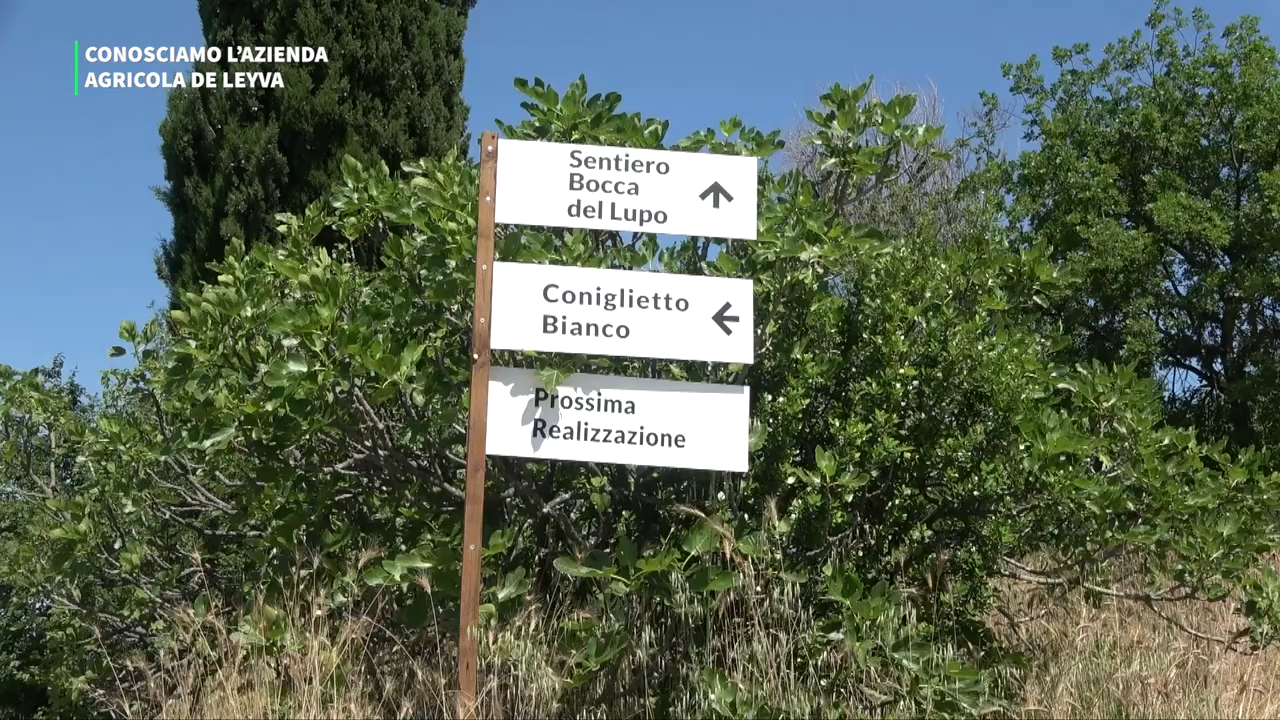 CONOSCIAMO L'AZIENDA
AGRICOLA DE LEYVA
Sentiero
Bocca
del Lupo
Coniglietto
Bianco
Prossima
Realizzazione